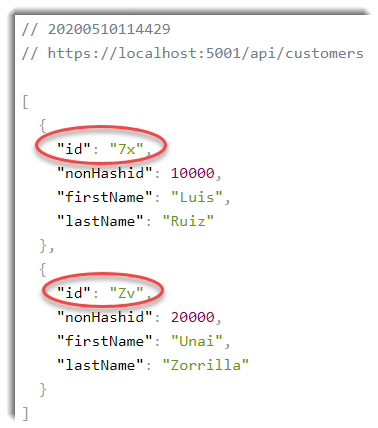 // 20200510114429
// https://localhost:5001/api/customers
[
{
"id": "7x",
"nonHashid": 10000,
"firstName": "Luis",
"lastName": "Ruiz"
},
{
"id": "Zv",
"nonHashid": 20000,
"firstName": "Unai",
"lastName": "Zorrilla"
}
]